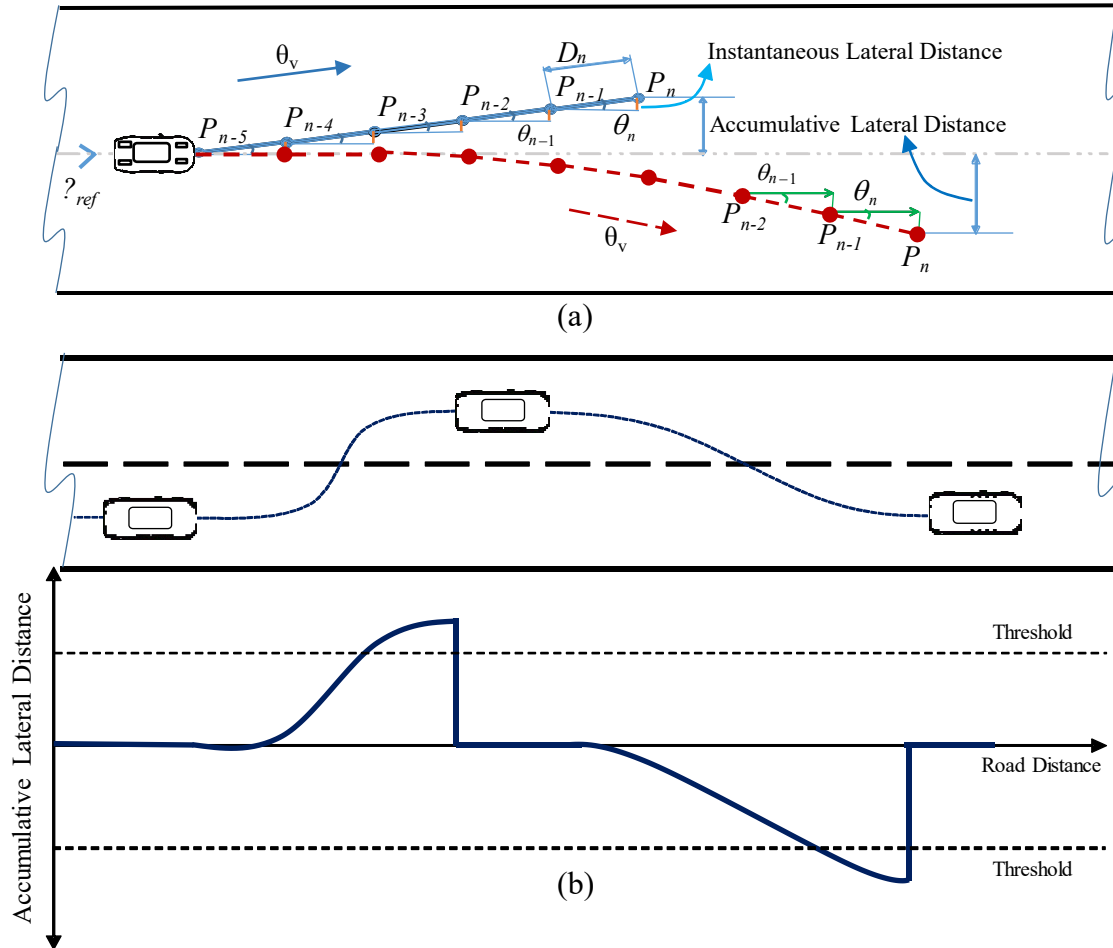 θv
Dn
Instantaneous Lateral Distance
Pn-5
Pn-4
Pn-3
Pn-2
Pn-1
Pn
θn-1
θn
Accumulative Lateral Distance
?ref
θn-1
θn
Pn-2
Pn-1
Pn
θv
(a)
Accumulative Lateral Distance
Threshold
Road Distance
Threshold
(b)